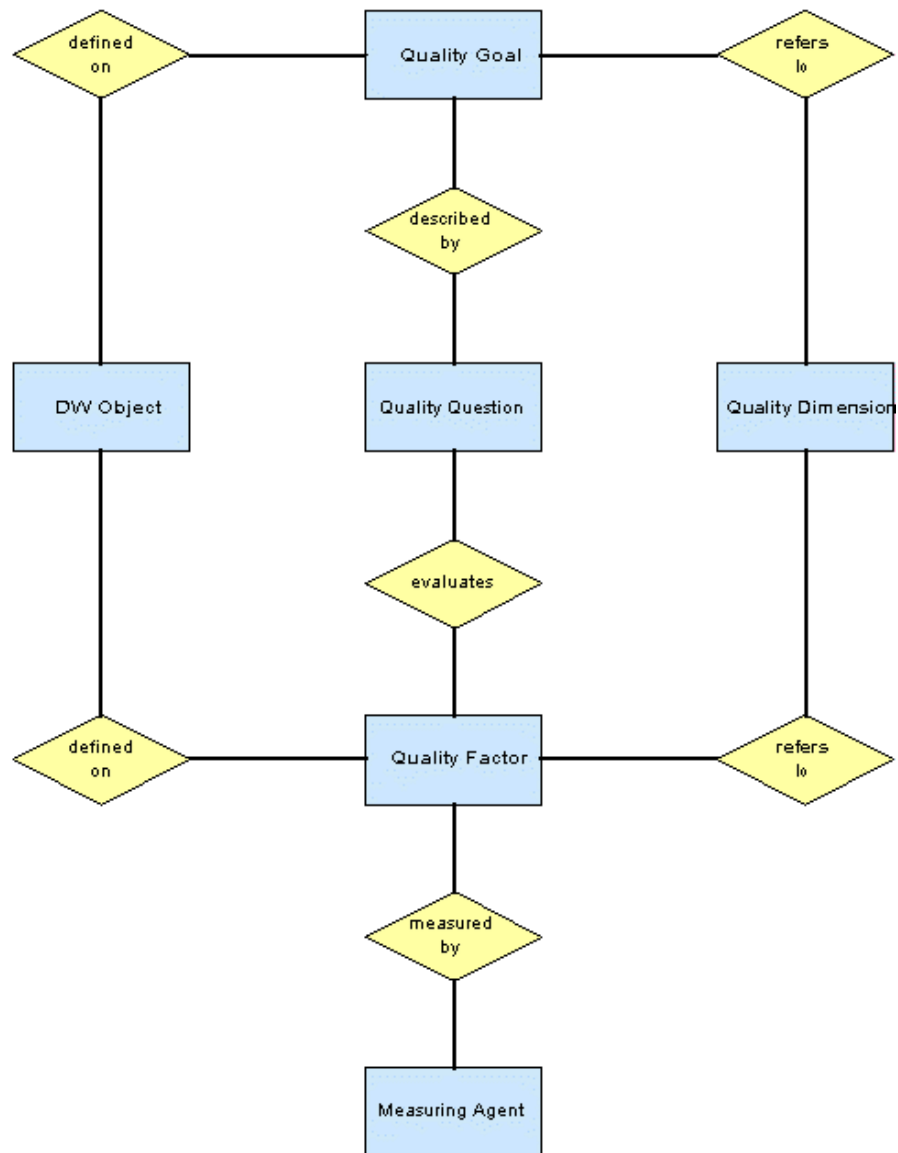 defined
on
Quality Goal
refers
to
described
by
DW Object
Quality Question
Quality Dimension
evaluates
defined
on
Quality Factor
refers
to
measured
by
Measuring Agent